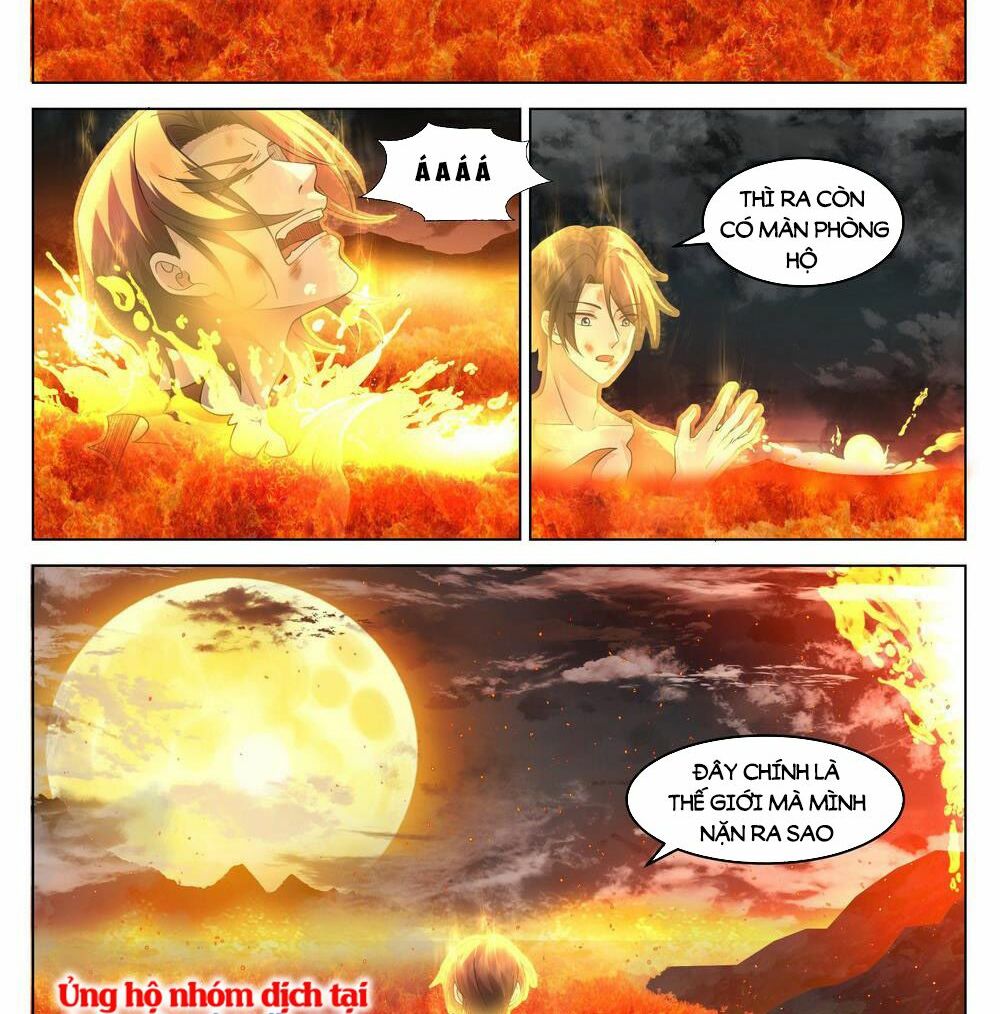 Á A Á Á
THÌ RA CÒN
CÓ MÀN PHÒNG
HỘ
ĐÂY CHÍNH LÀ
THẾ GIỚI MÀ MÌNH
NẶN RA SAO
Ủng hộ nhóm dịch tại